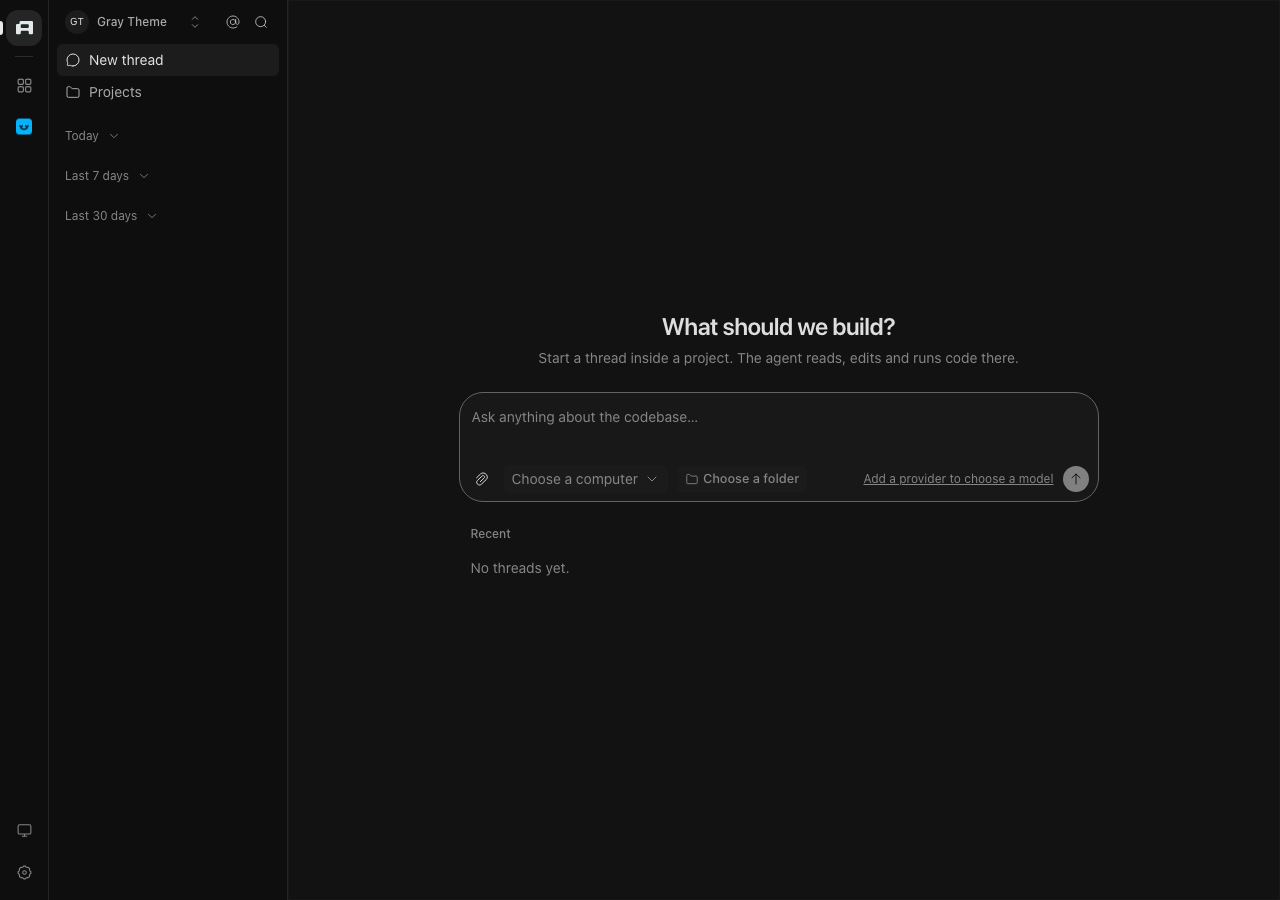 GT Gray Theme
New thread
Projects
Today
Last 7 days
Last 30 days
What should we build?
Start a thread inside a project. The agent reads, edits and runs code there.
Ask anything about the codebase...
Choose a computer
Choose a folder
Add a provider to choose a model
Recent
No threads yet.